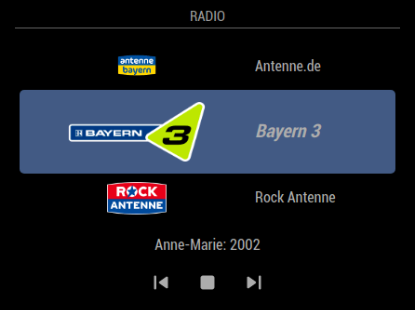 RADIO
antenne
bayern
Antenne.de
BAYERN 3
Bayern 3
ROCK
ANTENNE
Rock Antenne
Anne-Marie: 2002